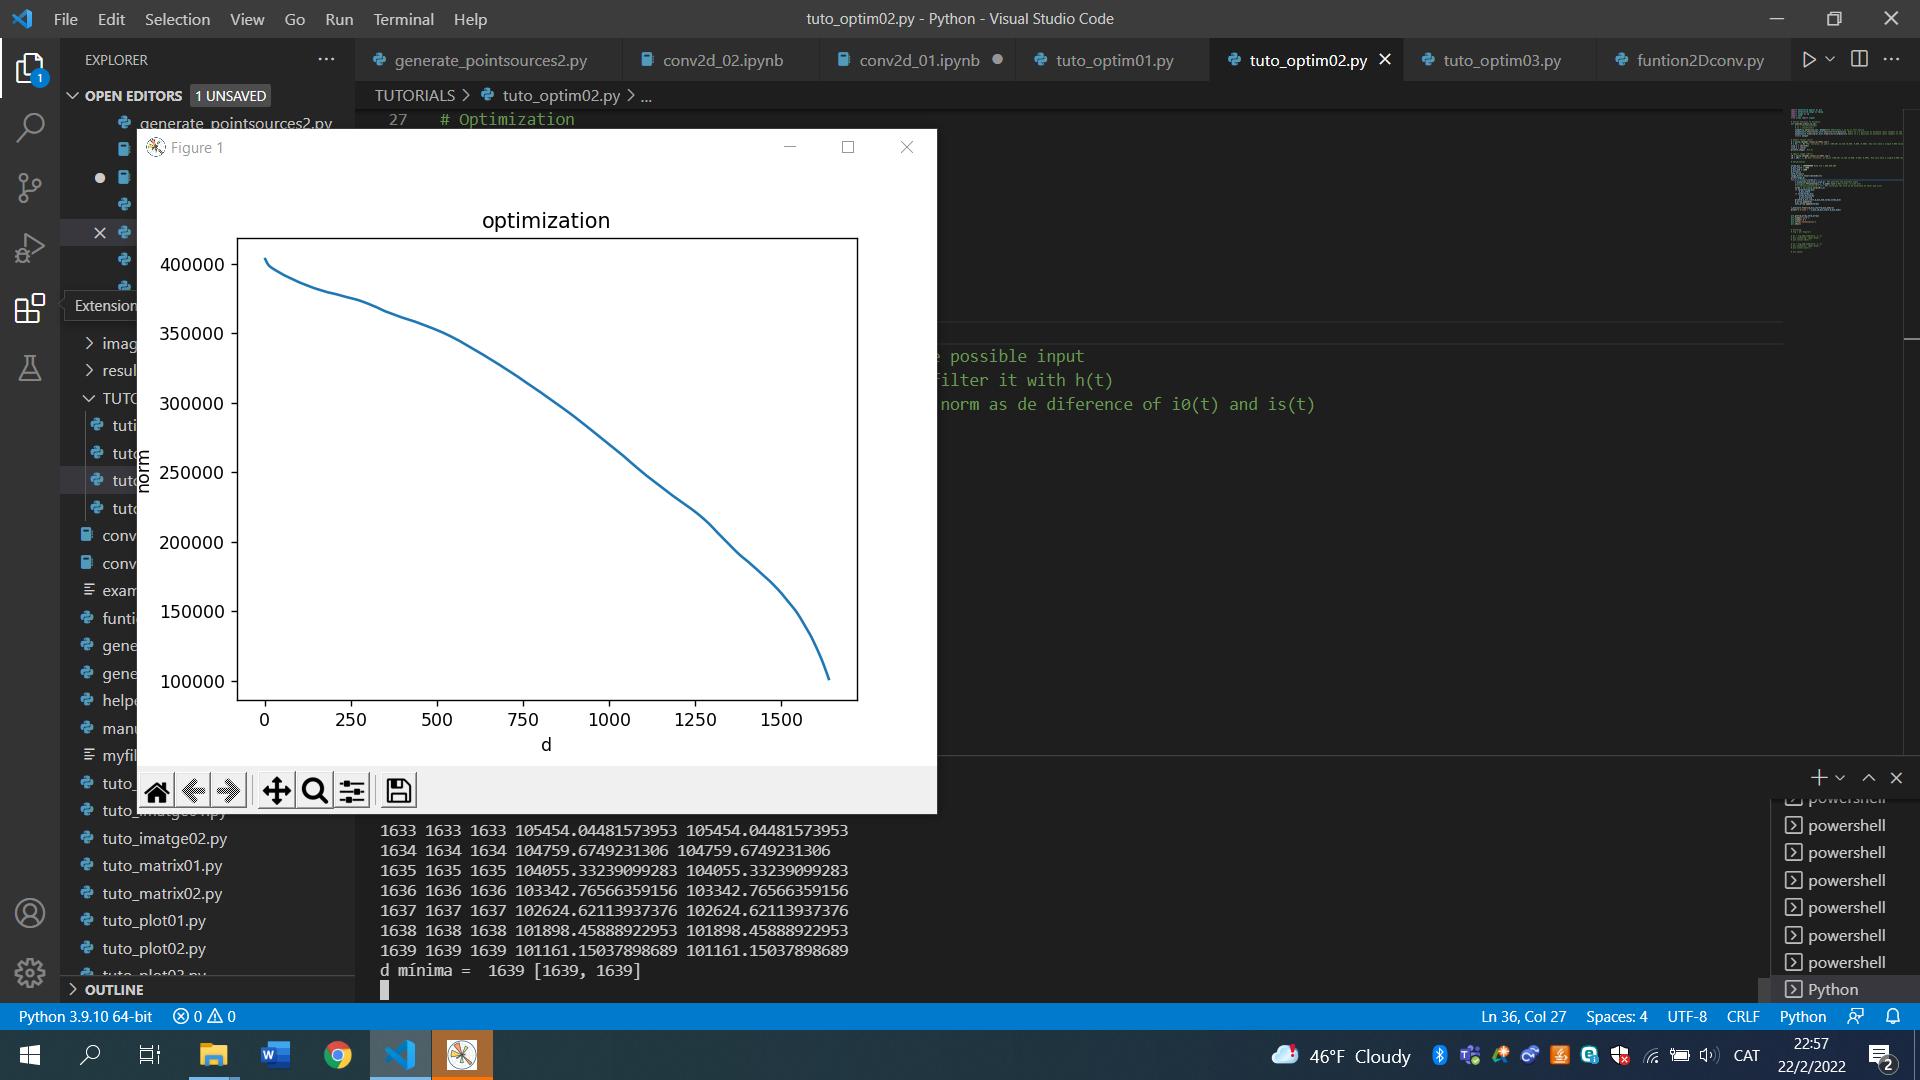 File Edit Selection View Go Run Terminal Help
tuto_optim02.py - Python - Visual Studio Code
EXPLORER
generate_pointsources2.py
conv2d_02.ipynb
conv2d_01.ipynb
tuto_optim01.py
tuto_optim02.py
tuto_optim03.py
funtion2Dconv.py
OPEN EDITORS 1 UNSAVED
TUTORIALS > tuto_optim02.py > ...
generate_pointsources2.py
27 # Optimization
Figure 1
optimization
400000
350000
300000
250000
200000
150000
100000
norm
0 250 500 750 1000 1250 1500
d
Extension
imag
resul
TUTO
tuti
tuto
tuto
tuto
conv
conv
exam
funti
gene
gene
helpe
manu
myfil
tuto_
tuto_imatge01.py
tuto_imatge02.py
tuto_matrix01.py
tuto_matrix02.py
tuto_plot01.py
tuto_plot02.py
tuto_plot03.py
OUTLINE
e possible input
filter it with h(t)
norm as de diference of i0(t) and is(t)
1633 1633 1633 105454.04481573953 105454.04481573953
1634 1634 1634 104759.6749231306 104759.6749231306
1635 1635 1635 104055.33239099283 104055.33239099283
1636 1636 1636 103342.76566359156 103342.76566359156
1637 1637 1637 102624.62113937376 102624.62113937376
1638 1638 1638 101898.45888922953 101898.45888922953
1639 1639 1639 101161.15037898689 101161.15037898689
d mínima =  1639 [1639, 1639]
powershell
powershell
powershell
powershell
powershell
powershell
powershell
Python
Python 3.9.10 64-bit 0 0
Ln 36, Col 27 Spaces: 4 UTF-8 CRLF Python
46°F Cloudy
CAT
22:57
22/2/2022
1
2